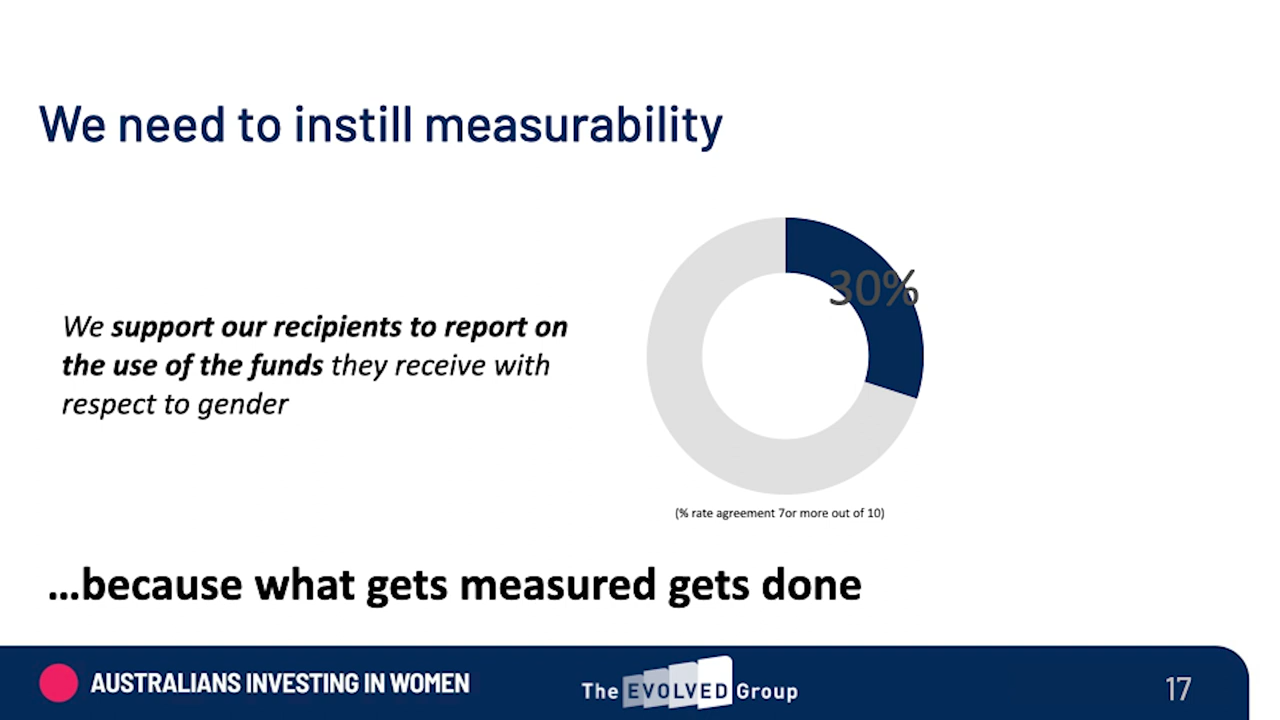 We need to instill measurability
We support our recipients to report on
the use of the funds they receive with
respect to gender
30%
(% rate agreement 7or more out of 10)
...because what gets measured gets done
AUSTRALIANS INVESTING IN WOMEN
The EVOLVED Group
17